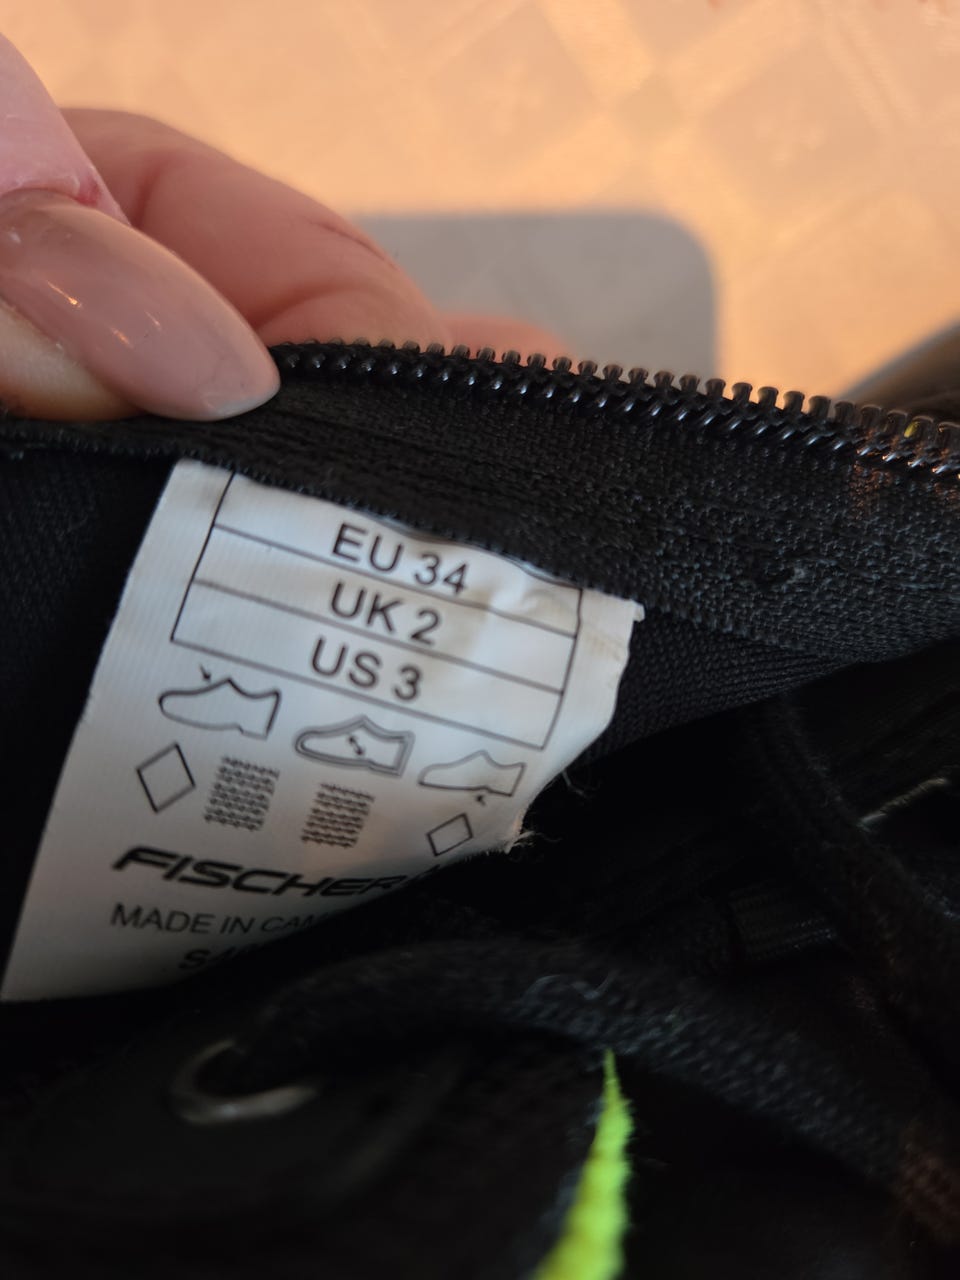 EU 34
UK 2
US 3
FISCHER
MADE IN